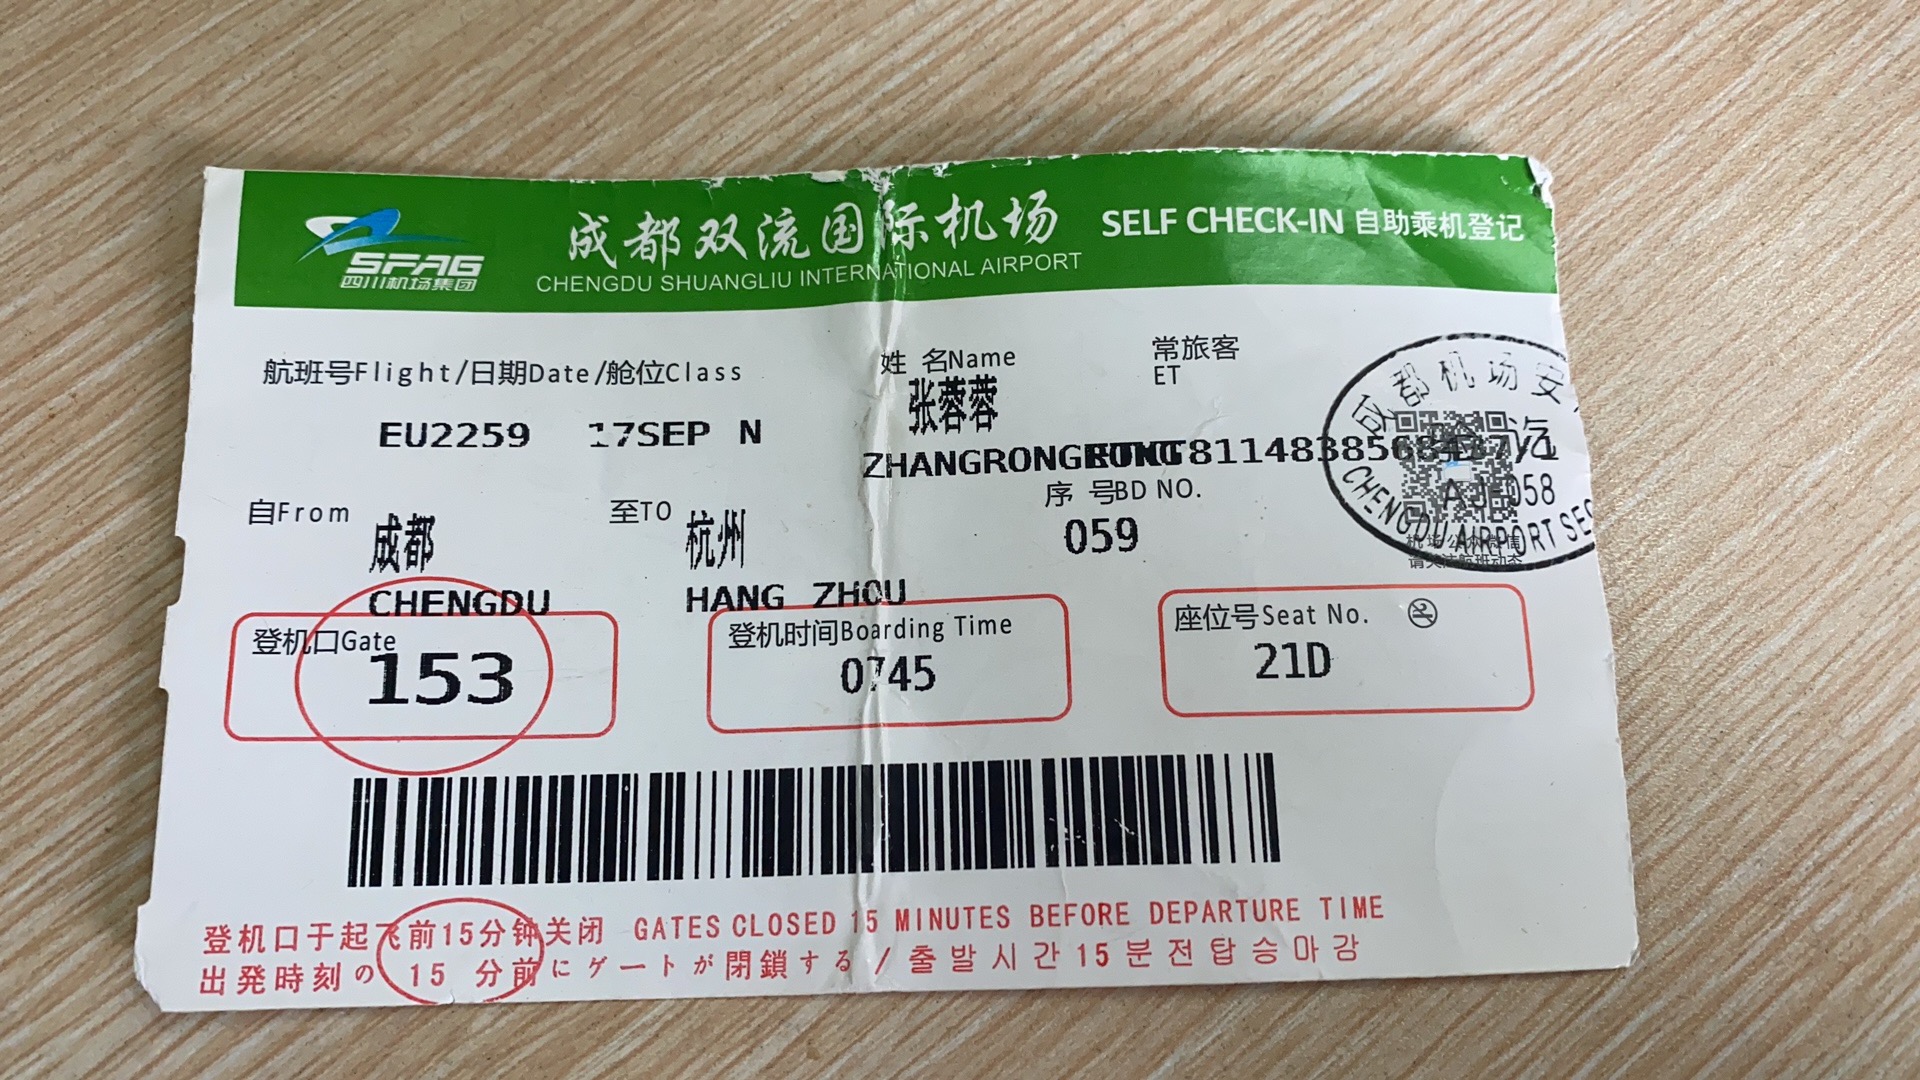 SFAG
四川机场集团
成都双流国际机场
CHENGDU SHUANGLIU INTERNATIONAL AIRPORT
SELF CHECK-IN 自助乘机登记
航班号Flight/日期Date/舱位Class
EU2259 17SEP N
姓 名Name
张蓉蓉
常旅客
ET
序 号BD NO.
059
自From 成都
CHENGDU
至TO 杭州
HANG ZHOU
登机口Gate
153
登机时间Boarding Time
0745
座位号Seat No.
21D
成都机场安
CHENGDU AIRPORT SEC
登机口于起飞前15分钟关闭 GATES CLOSED 15 MINUTES BEFORE DEPARTURE TIME
出発時刻の 15 分前にゲートが閉鎖する / 출발시간15분전탑승마감